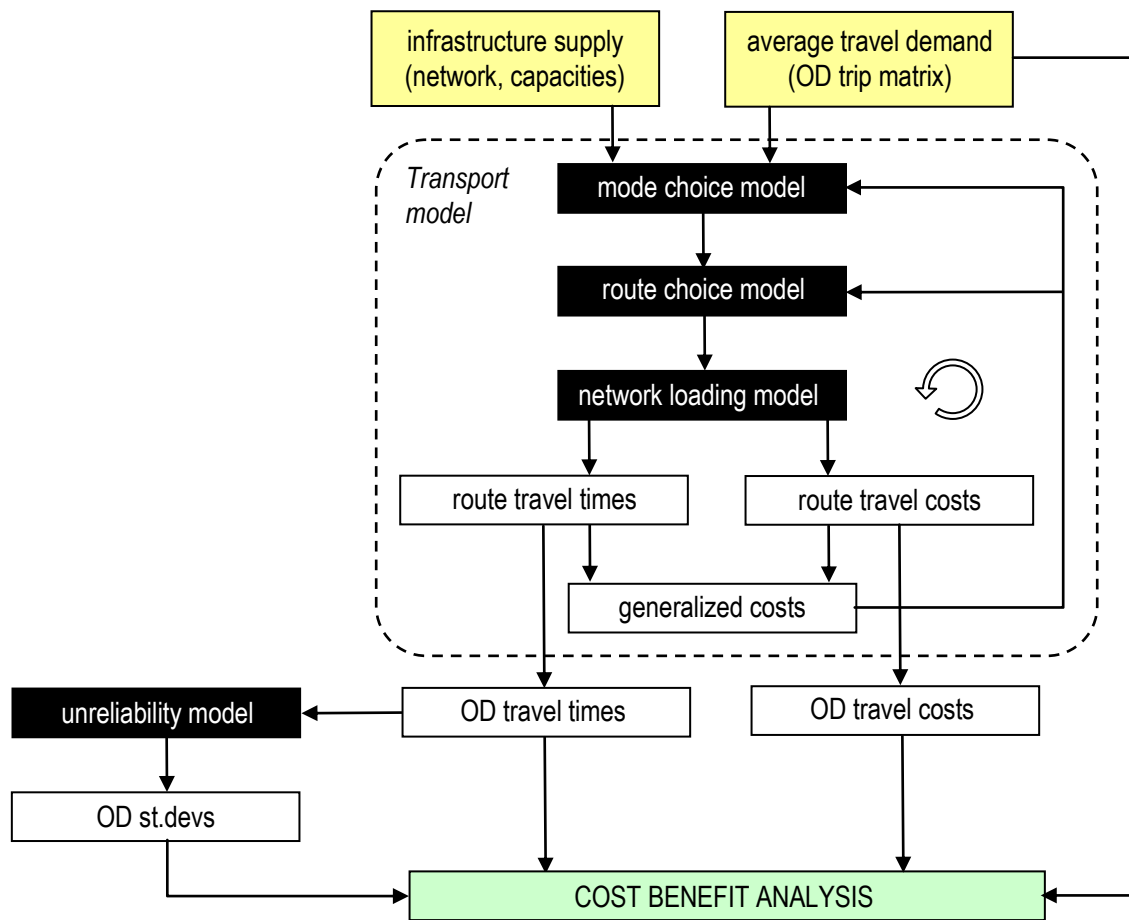 infrastructure supply
(network, capacities)
average travel demand
(OD trip matrix)
Transport
model
mode choice model
route choice model
network loading model
route travel times
route travel costs
generalized costs
unreliability model
OD travel times
OD travel costs
OD st.devs
COST BENEFIT ANALYSIS